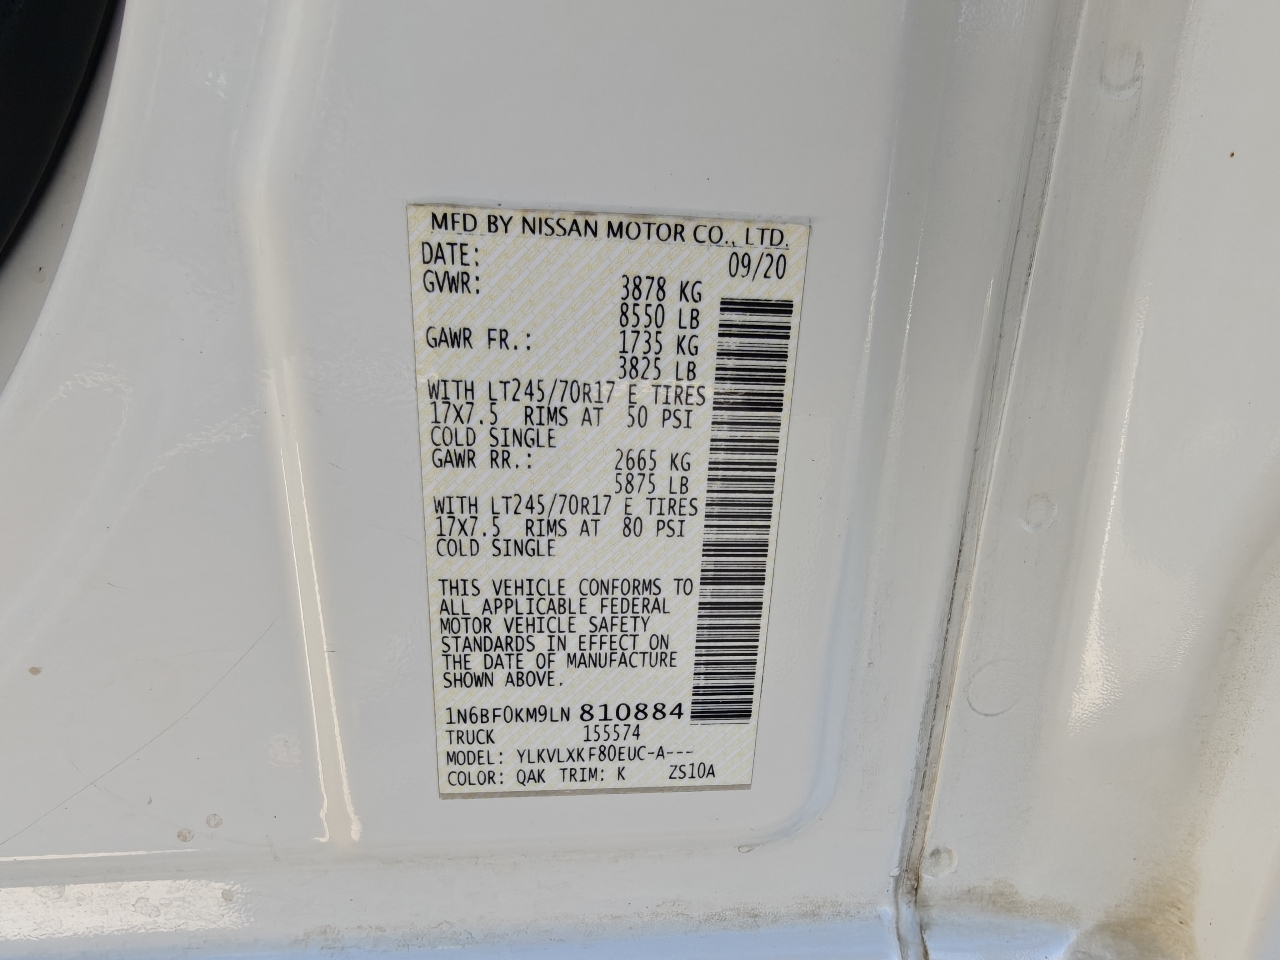 MFD BY NISSAN MOTOR CO., LTD.
DATE: 09/20
GVWR: 3878 KG
8550 LB
GAWR FR.: 1735 KG
3825 LB
WITH LT245/70R17 E TIRES
17X7.5 RIMS AT 50 PSI
COLD SINGLE
GAWR RR.: 2665 KG
5875 LB
WITH LT245/70R17 E TIRES
17X7.5 RIMS AT 80 PSI
COLD SINGLE
THIS VEHICLE CONFORMS TO
ALL APPLICABLE FEDERAL
MOTOR VEHICLE SAFETY
STANDARDS IN EFFECT ON
THE DATE OF MANUFACTURE
SHOWN ABOVE.
1N6BF0KM9LN 810884
TRUCK 155574
MODEL: YLKVLXKF80EUC-A---
COLOR: QAK TRIM: K ZS10A